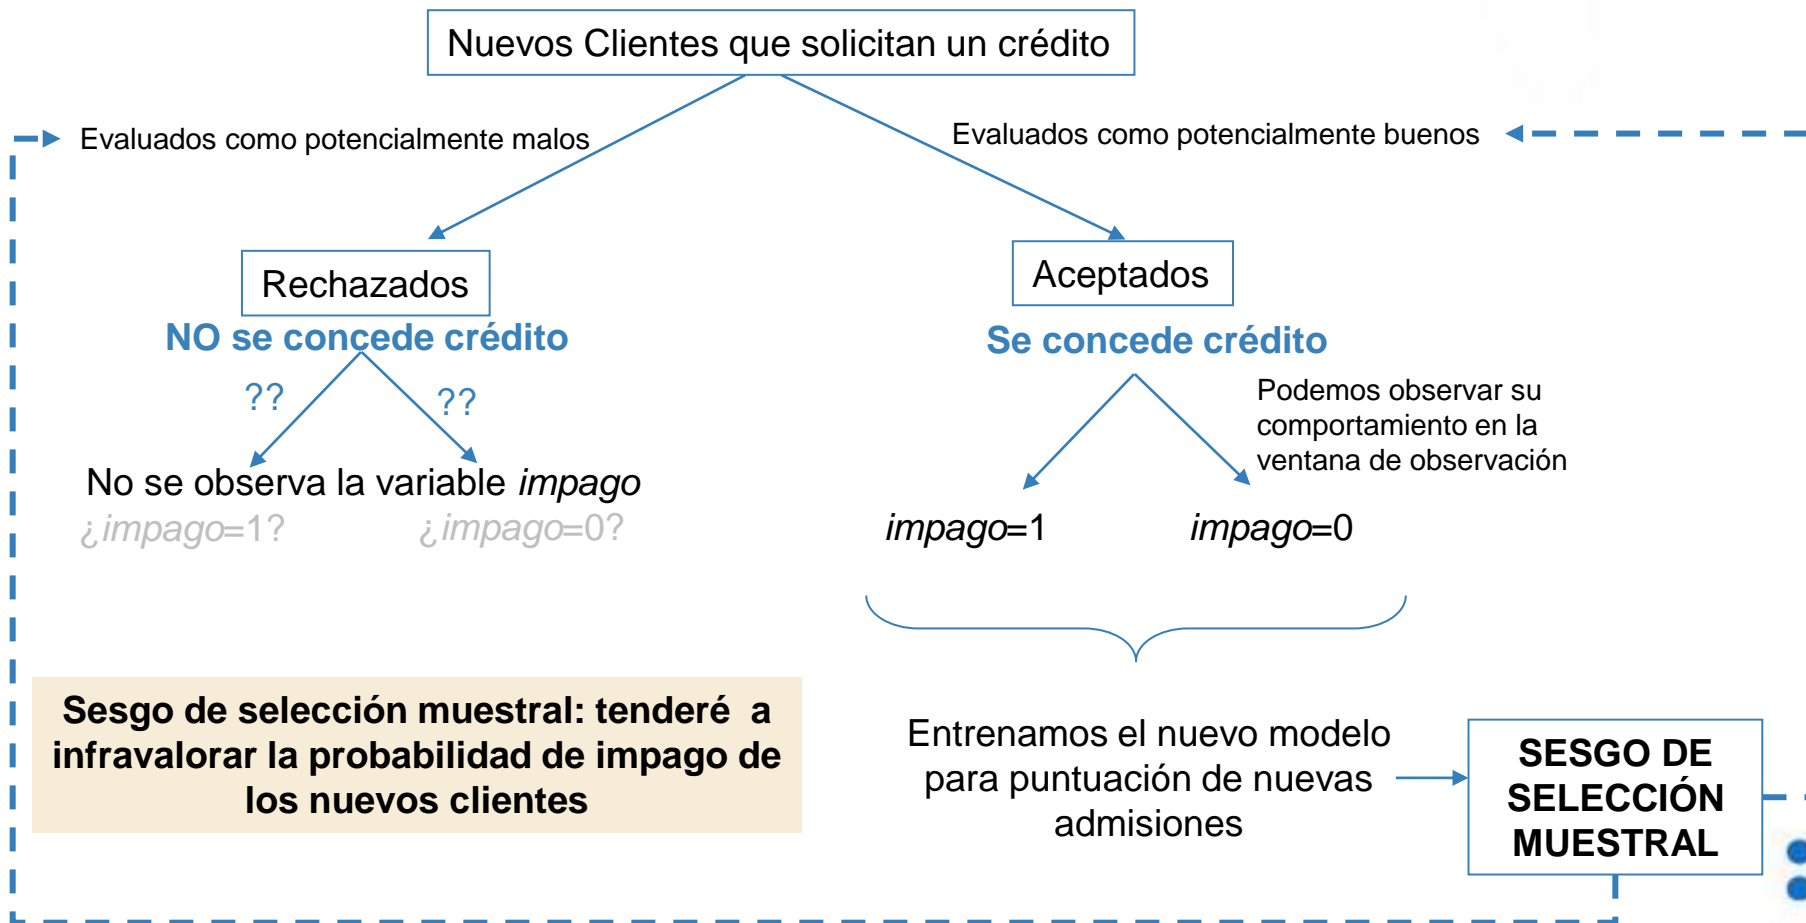 Nuevos Clientes que solicitan un crédito
Evaluados como potencialmente malos
Evaluados como potencialmente buenos
Rechazados
Aceptados
NO se concede crédito
Se concede crédito
??
??
Podemos observar su
comportamiento en la
ventana de observación
No se observa la variable impago
¿impago=1?
¿impago=0?
impago=1
impago=0
Sesgo de selección muestral: tenderé a
infravalorar la probabilidad de impago de
los nuevos clientes
Entrenamos el nuevo modelo
para puntuación de nuevas
admisiones
SESGO DE
SELECCIÓN
MUESTRAL